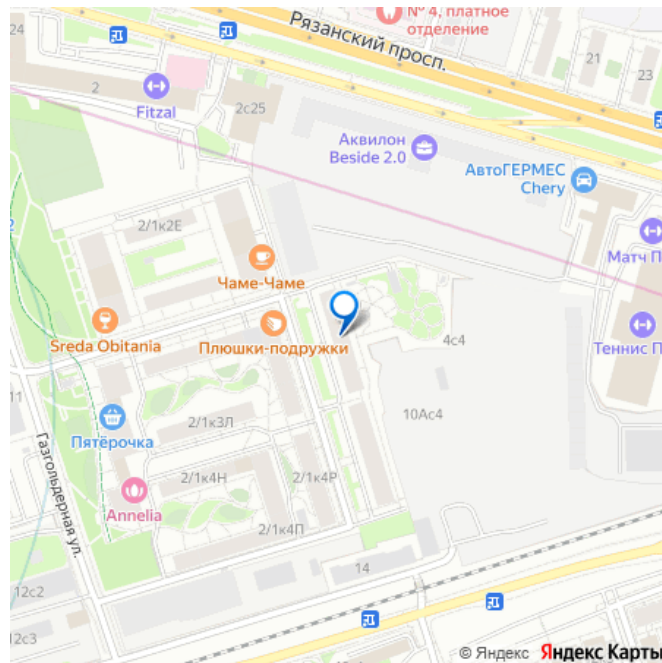 24
№ 4, платное
отделение
Рязанский просп.
21
23
2
Fitzal
2с25
Аквилон
Beside 2.0
АвтоГЕРМЕС
Chery
2
2/1к2Е
Матч П
Чаме-Чаме
Sreda Obitania
Плюшки-подружки
4с4
Теннис П
11
10Ас4
Пятёрочка
2/1к3Л
Газгольдерная ул.
2/1к4Н
2/1к4Р
Annelia
2/1к4П
14
12с2
12с3
© Яндекс Яндекс Карты